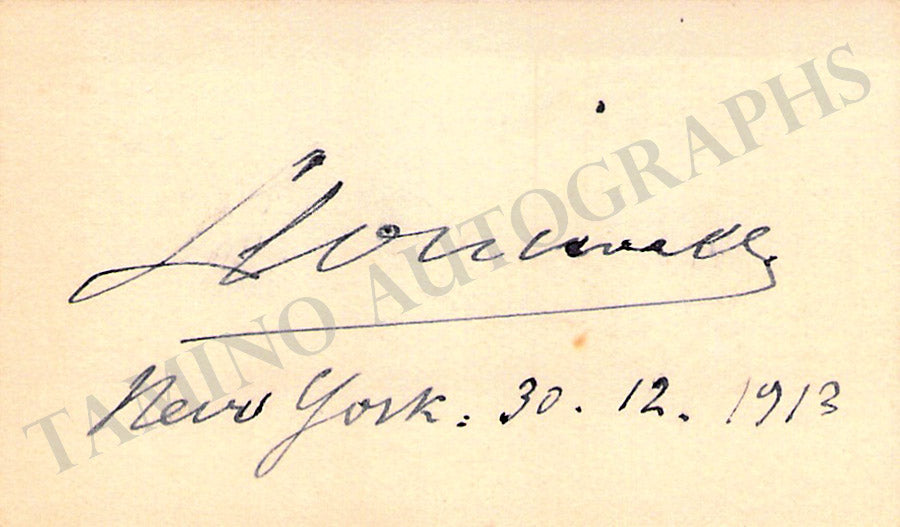 New York. 30. 12. 1913
TAMINO AUTOGRAPHS